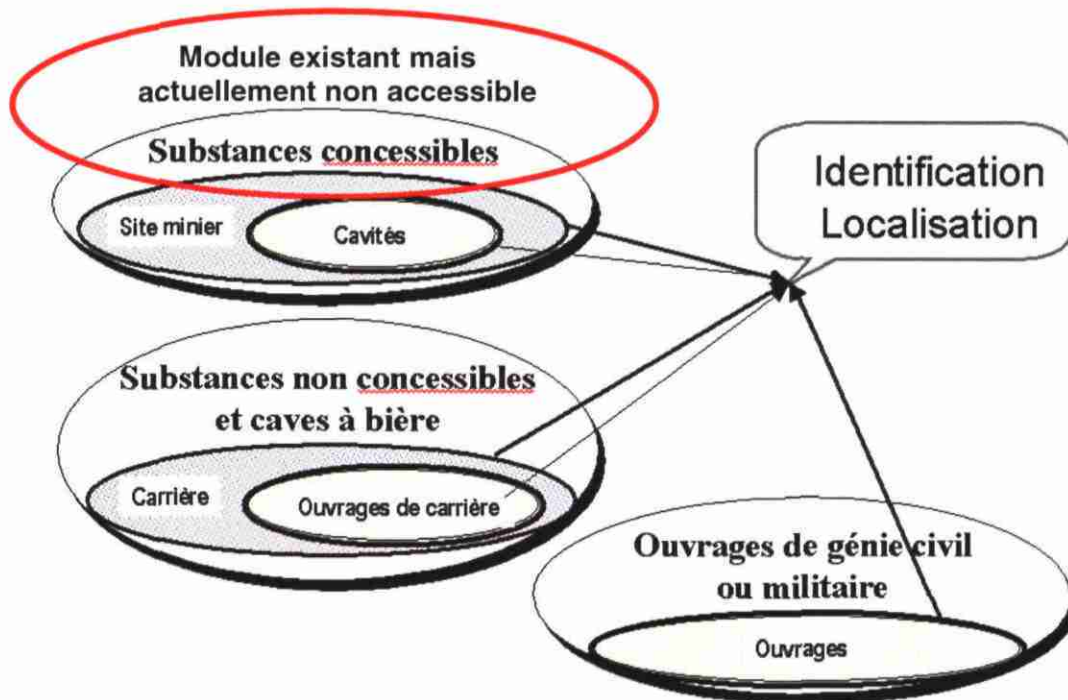 Module existant mais
actuellement non accessible
Substances concessibles
Site minier
Cavités
Identification
Localisation
Substances non concessibles
et caves à bière
Carrière
Ouvrages de carrière
Ouvrages de génie civil
ou militaire
Ouvrages